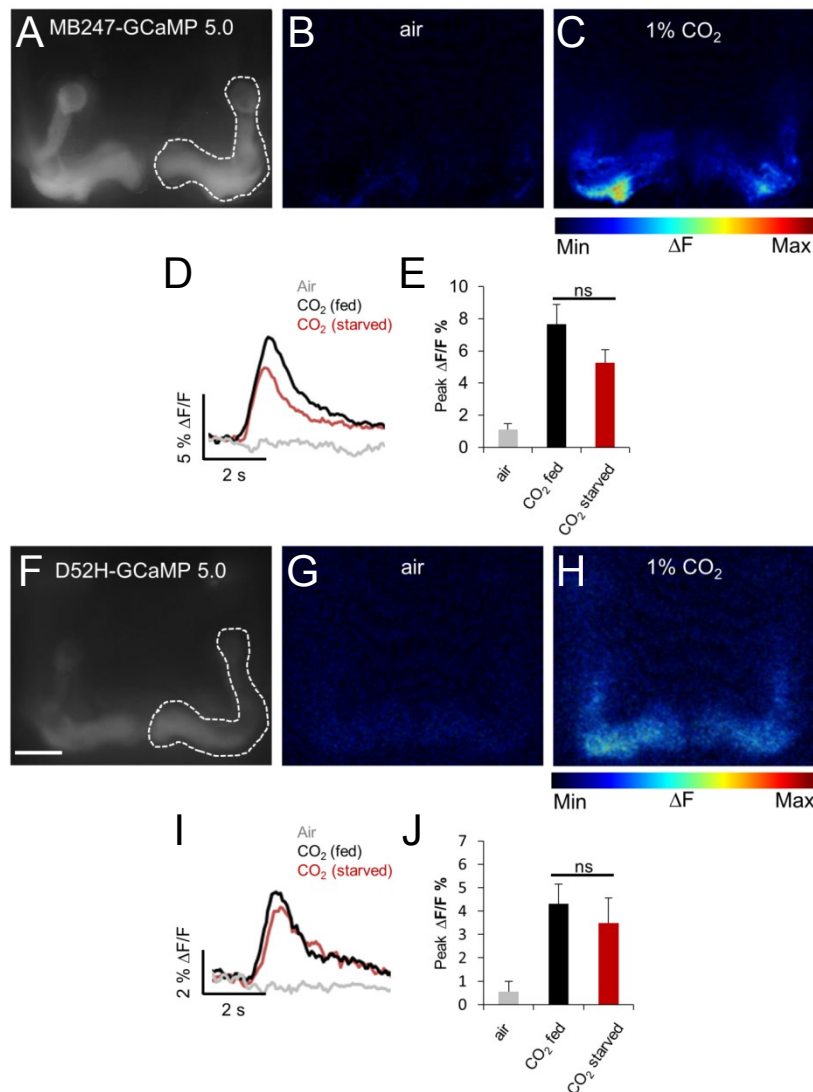 A MB247-GCaMP 5.0
B air
C 1% CO₂
Min ΔF Max
D
Air
CO₂ (fed)
CO₂ (starved)
5 % ΔF/F
2 s
E
ns
Peak ΔF/F %
10
8
6
4
2
0
air
CO₂ fed
CO₂ starved
F D52H-GCaMP 5.0
G air
H 1% CO₂
Min ΔF Max
I
Air
CO₂ (fed)
CO₂ (starved)
2 % ΔF/F
2 s
J
ns
Peak ΔF/F %
7
6
5
4
3
2
1
0
air
CO₂ fed
CO₂ starved